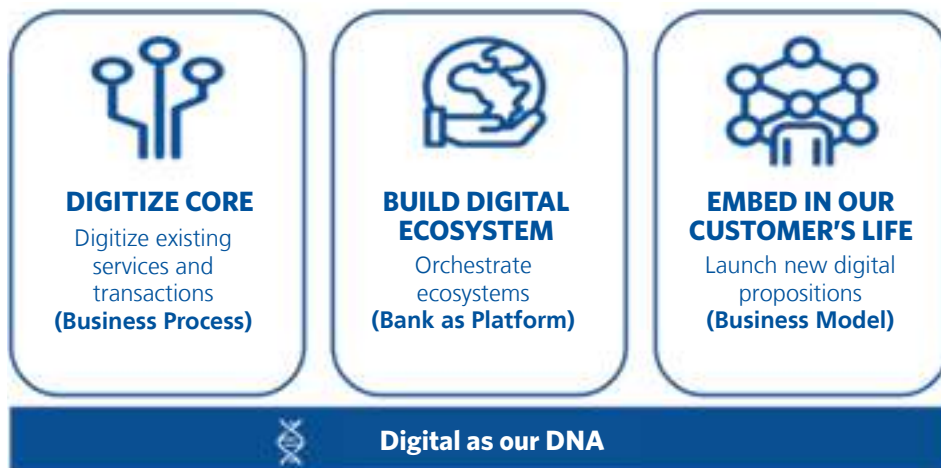 DIGITIZE CORE
Digitize existing
services and
transactions
(Business Process)
BUILD DIGITAL
ECOSYSTEM
Orchestrate
ecosystems
(Bank as Platform)
EMBED IN OUR
CUSTOMER'S LIFE
Launch new digital
propositions
(Business Model)
Digital as our DNA